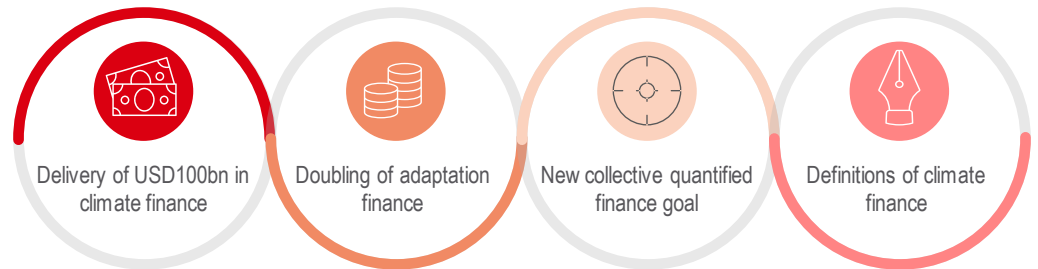 Delivery of USD100bn in
climate finance
Doubling of adaptation
finance
New collective quantified
finance goal
Definitions of climate
finance